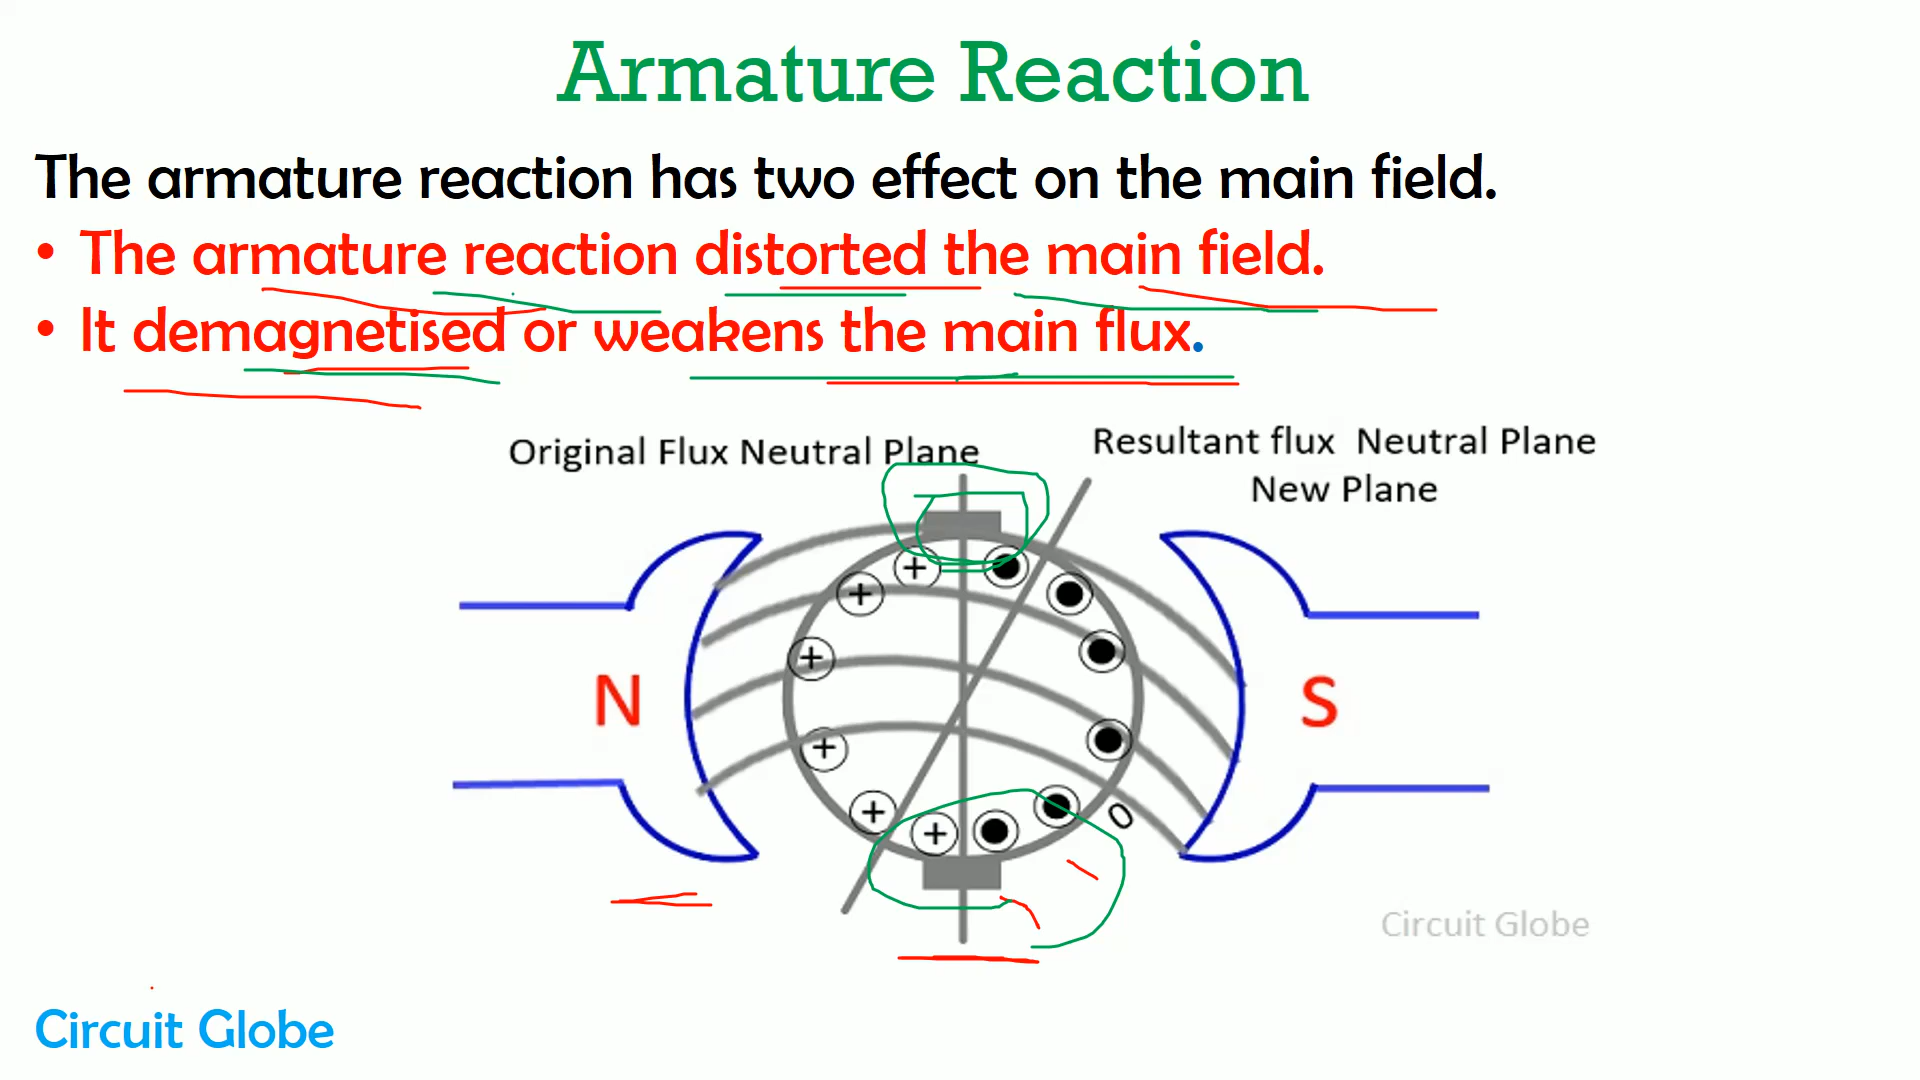 Armature Reaction
The armature reaction has two effect on the main field.
• The armature reaction distorted the main field.
• It demagnetised or weakens the main flux.
Original Flux Neutral Plane
Resultant flux Neutral Plane
New Plane
+ +
+
+
+
+ +
N
S
0
Circuit Globe
Circuit Globe